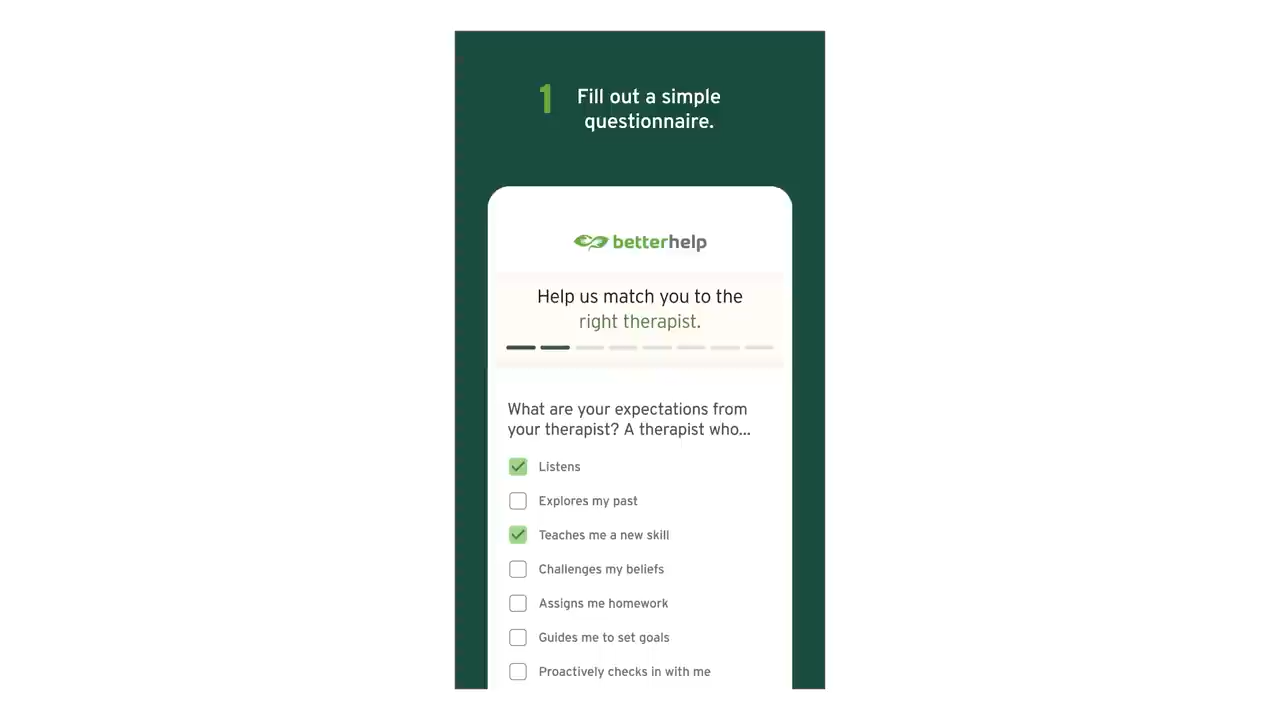 1
Fill out a simple
questionnaire.
betterhelp
Help us match you to the
right therapist.
What are your expectations from
your therapist? A therapist who...
Listens
Explores my past
Teaches me a new skill
Challenges my beliefs
Assigns me homework
Guides me to set goals
Proactively checks in with me